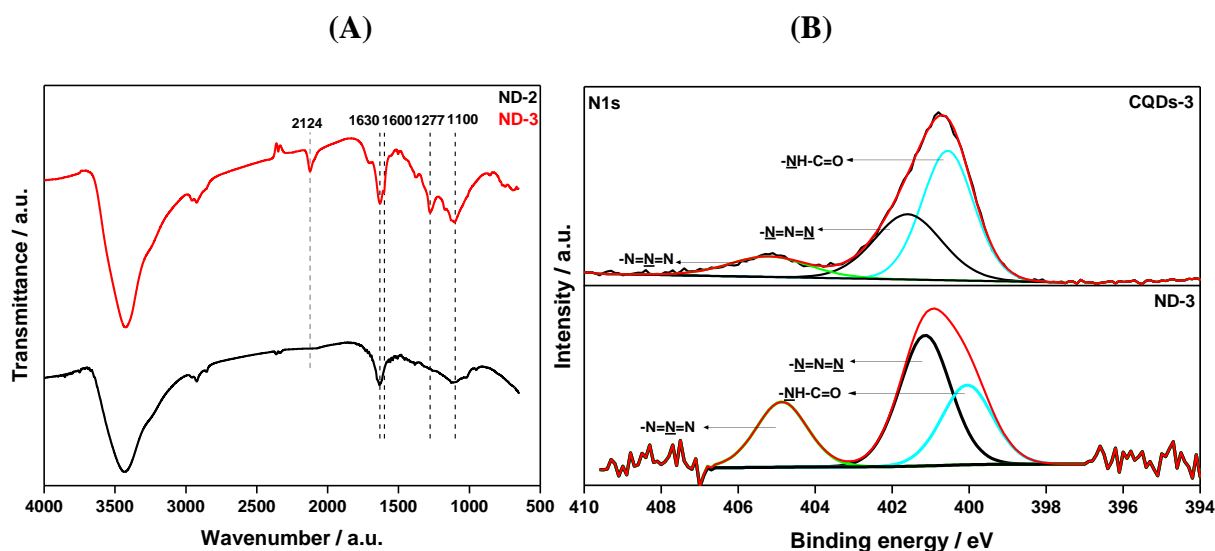 (A)
(B)
ND-2
ND-3
2124
1630 1600 1277 1100
Transmittance / a.u.
4000 3500 3000 2500 2000 1500 1000 500
Wavenumber / a.u.
N1s
CQDs-3
-NH-C=O
-N=N=N
-N=N=N
ND-3
-N=N=N
-NH-C=O
-N=N=N
Intensity / a.u.
410 408 406 404 402 400 398 396 394
Binding energy / eV